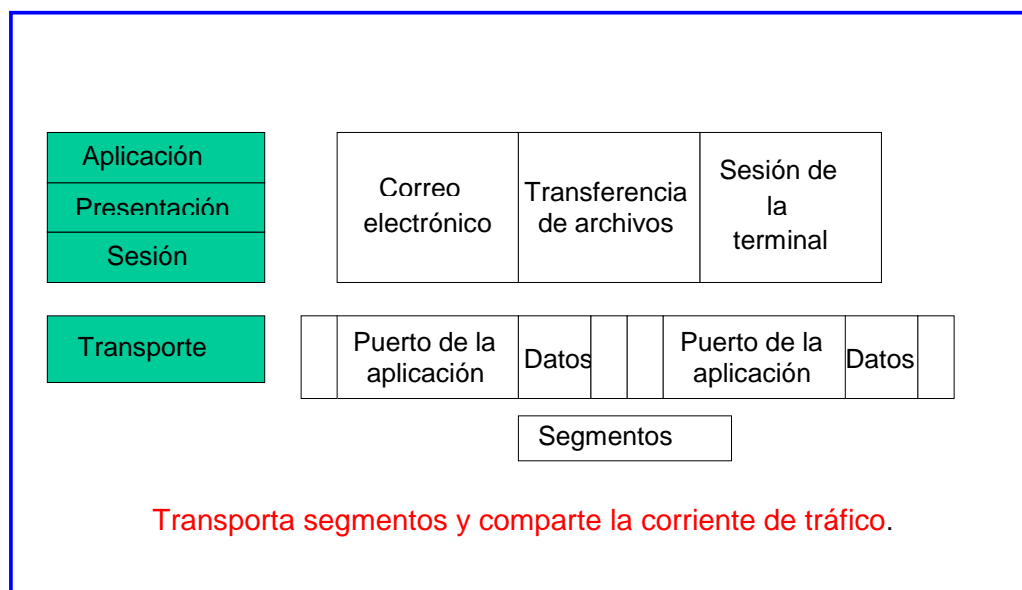 Aplicación
Presentación
Sesión
Correo
electrónico
Transferencia
de archivos
Sesión de
la
terminal
Transporte
Puerto de la
aplicación
Datos
Puerto de la
aplicación
Datos
Segmentos
Transporta segmentos y comparte la corriente de tráfico.